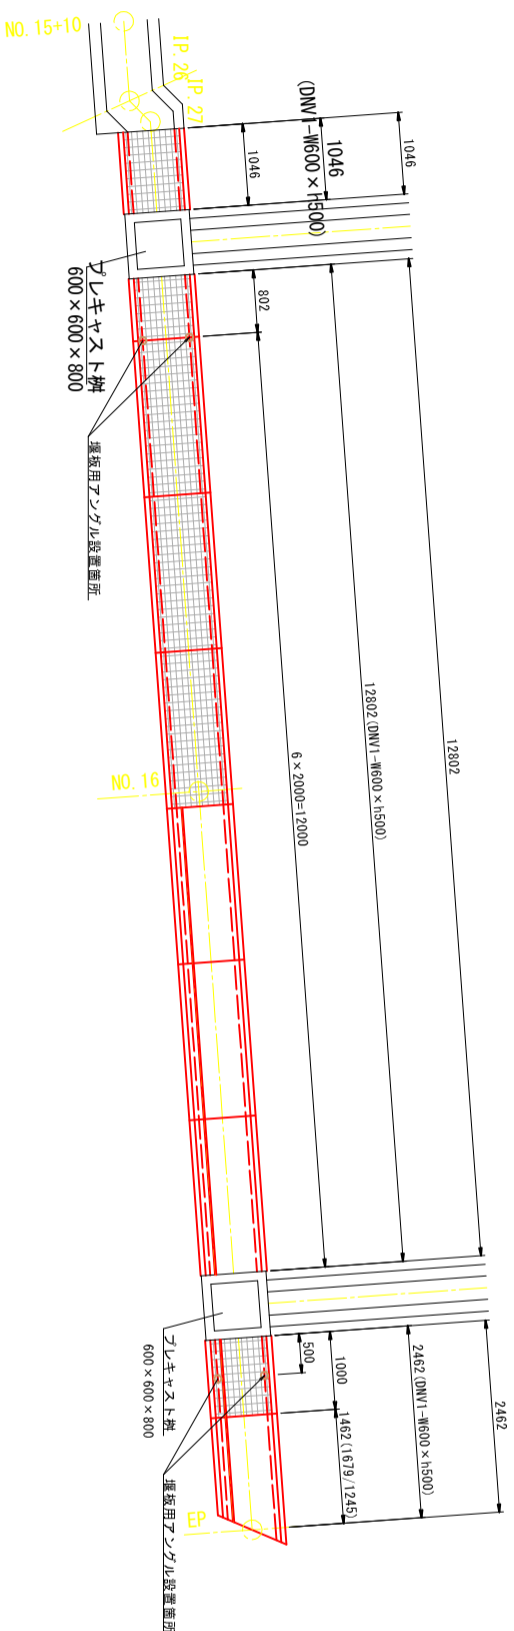 NO.15+10
IP.26
IP.27
1046
1046
(DNV1-W600×h500)
1046
802
プレキャスト桝
600×600×800
堰板用アングル設置箇所
12802
12802(DNV1-W600×h500)
6×2000=12000
NO.16
2462
2462(DNV1-W600×h500)
500
1000
1462(1679/1245)
プレキャスト桝
600×600×800
堰板用アングル設置箇所
EP